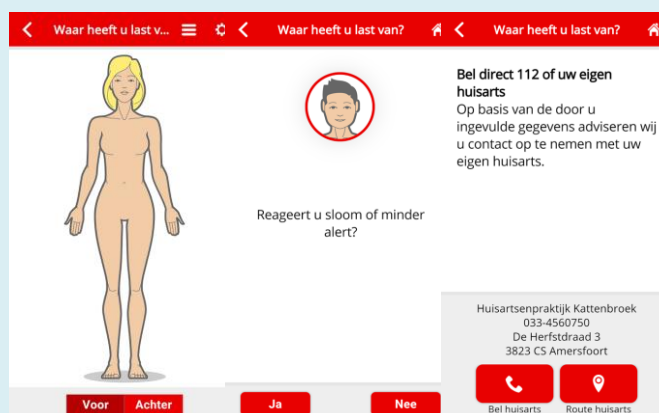 Waar heeft u last v...
Voor
Achter
Waar heeft u last van?
Reageert u sloom of minder
alert?
Ja
Nee
Waar heeft u last van?
Bel direct 112 of uw eigen
huisarts
Op basis van de door u
ingevulde gegevens adviseren wij
u contact op te nemen met uw
eigen huisarts.
Huisartsenpraktijk Kattenbroek
033-4560750
De Herfstdraad 3
3823 CS Amersfoort
Bel huisarts
Route huisarts